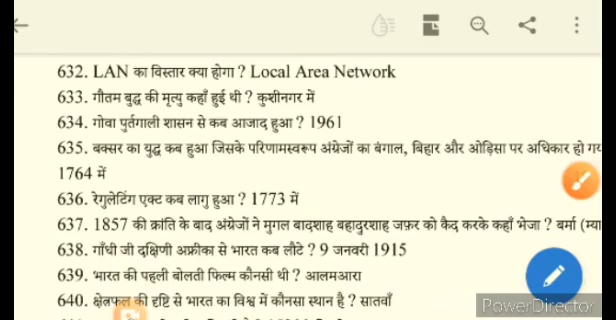 632. LAN का विस्तार क्या होगा ? Local Area Network
633. गौतम बुद्ध की मृत्यु कहाँ हुई थी ? कुशीनगर में
634. गोवा पुर्तगाली शासन से कब आजाद हुआ ? 1961
635. बक्सर का युद्ध कब हुआ जिसके परिणामस्वरूप अंग्रेजों का बंगाल, बिहार और ओड़िसा पर अधिकार हो
1764 में
636. रेगुलेटिंग एक्ट कब लागु हुआ ? 1773 में
637. 1857 की क्रांति के बाद अंग्रेजों ने मुगल बादशाह बहादुरशाह जफ़र को कैद करके कहाँ भेजा ? बर्मा
638. गाँधी जी दक्षिणी अफ्रीका से भारत कब लौटे ? 9 जनवरी 1915
639. भारत की पहली बोलती फिल्म कौनसी थी ? आलमआरा
640. क्षेत्रफल की दृष्टि से भारत का विश्व में कौनसा स्थान है ? सातवाँ
PowerDirector